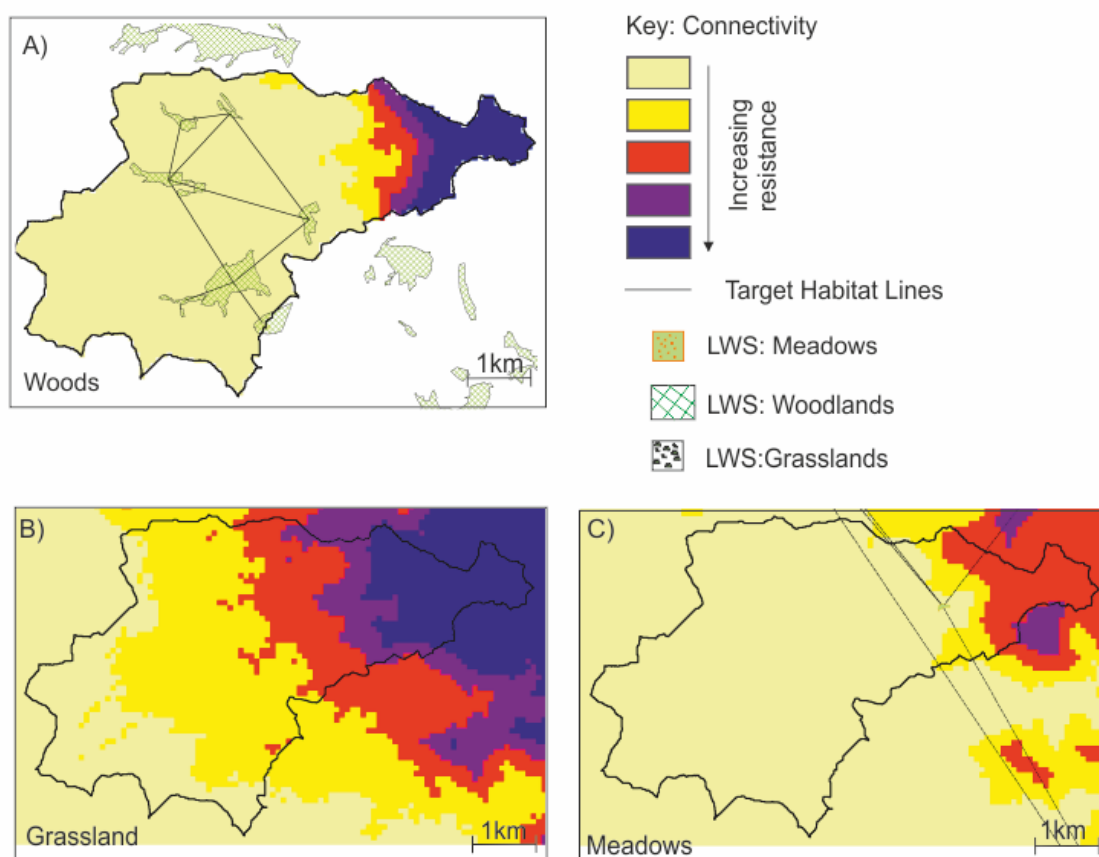 A)
Woods
1km
Key: Connectivity
Increasing
resistance
Target Habitat Lines
LWS: Meadows
LWS: Woodlands
LWS:Grasslands
B)
Grassland
1km
C)
Meadows
1km